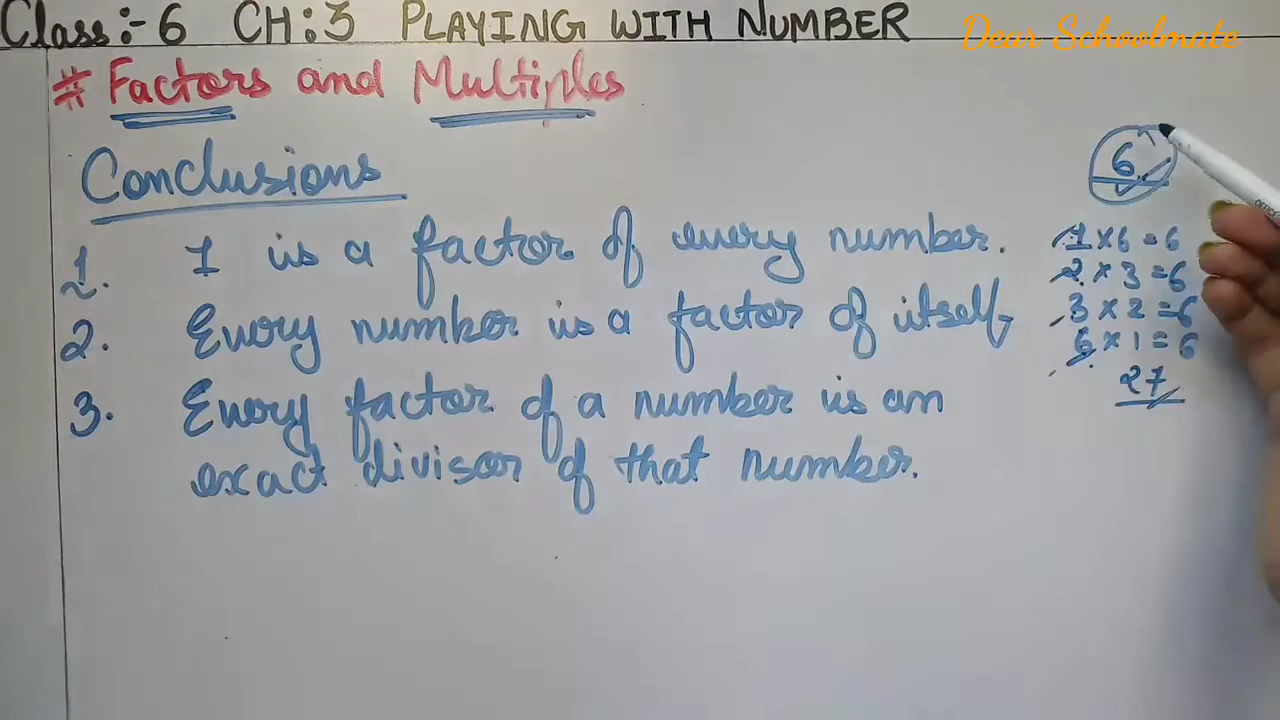 Class:- 6 CH:3 PLAYING WITH NUMBER
Dear Schoolmate
# Factors and Multiples
Conclusions
1. 1 is a factor of every number.
2. Every number is a factor of itself
3. Every factor of a number is an
exact divisor of that number.
6
1 × 6 = 6
2 × 3 = 6
3 × 2 = 6
6 × 1 = 6
27